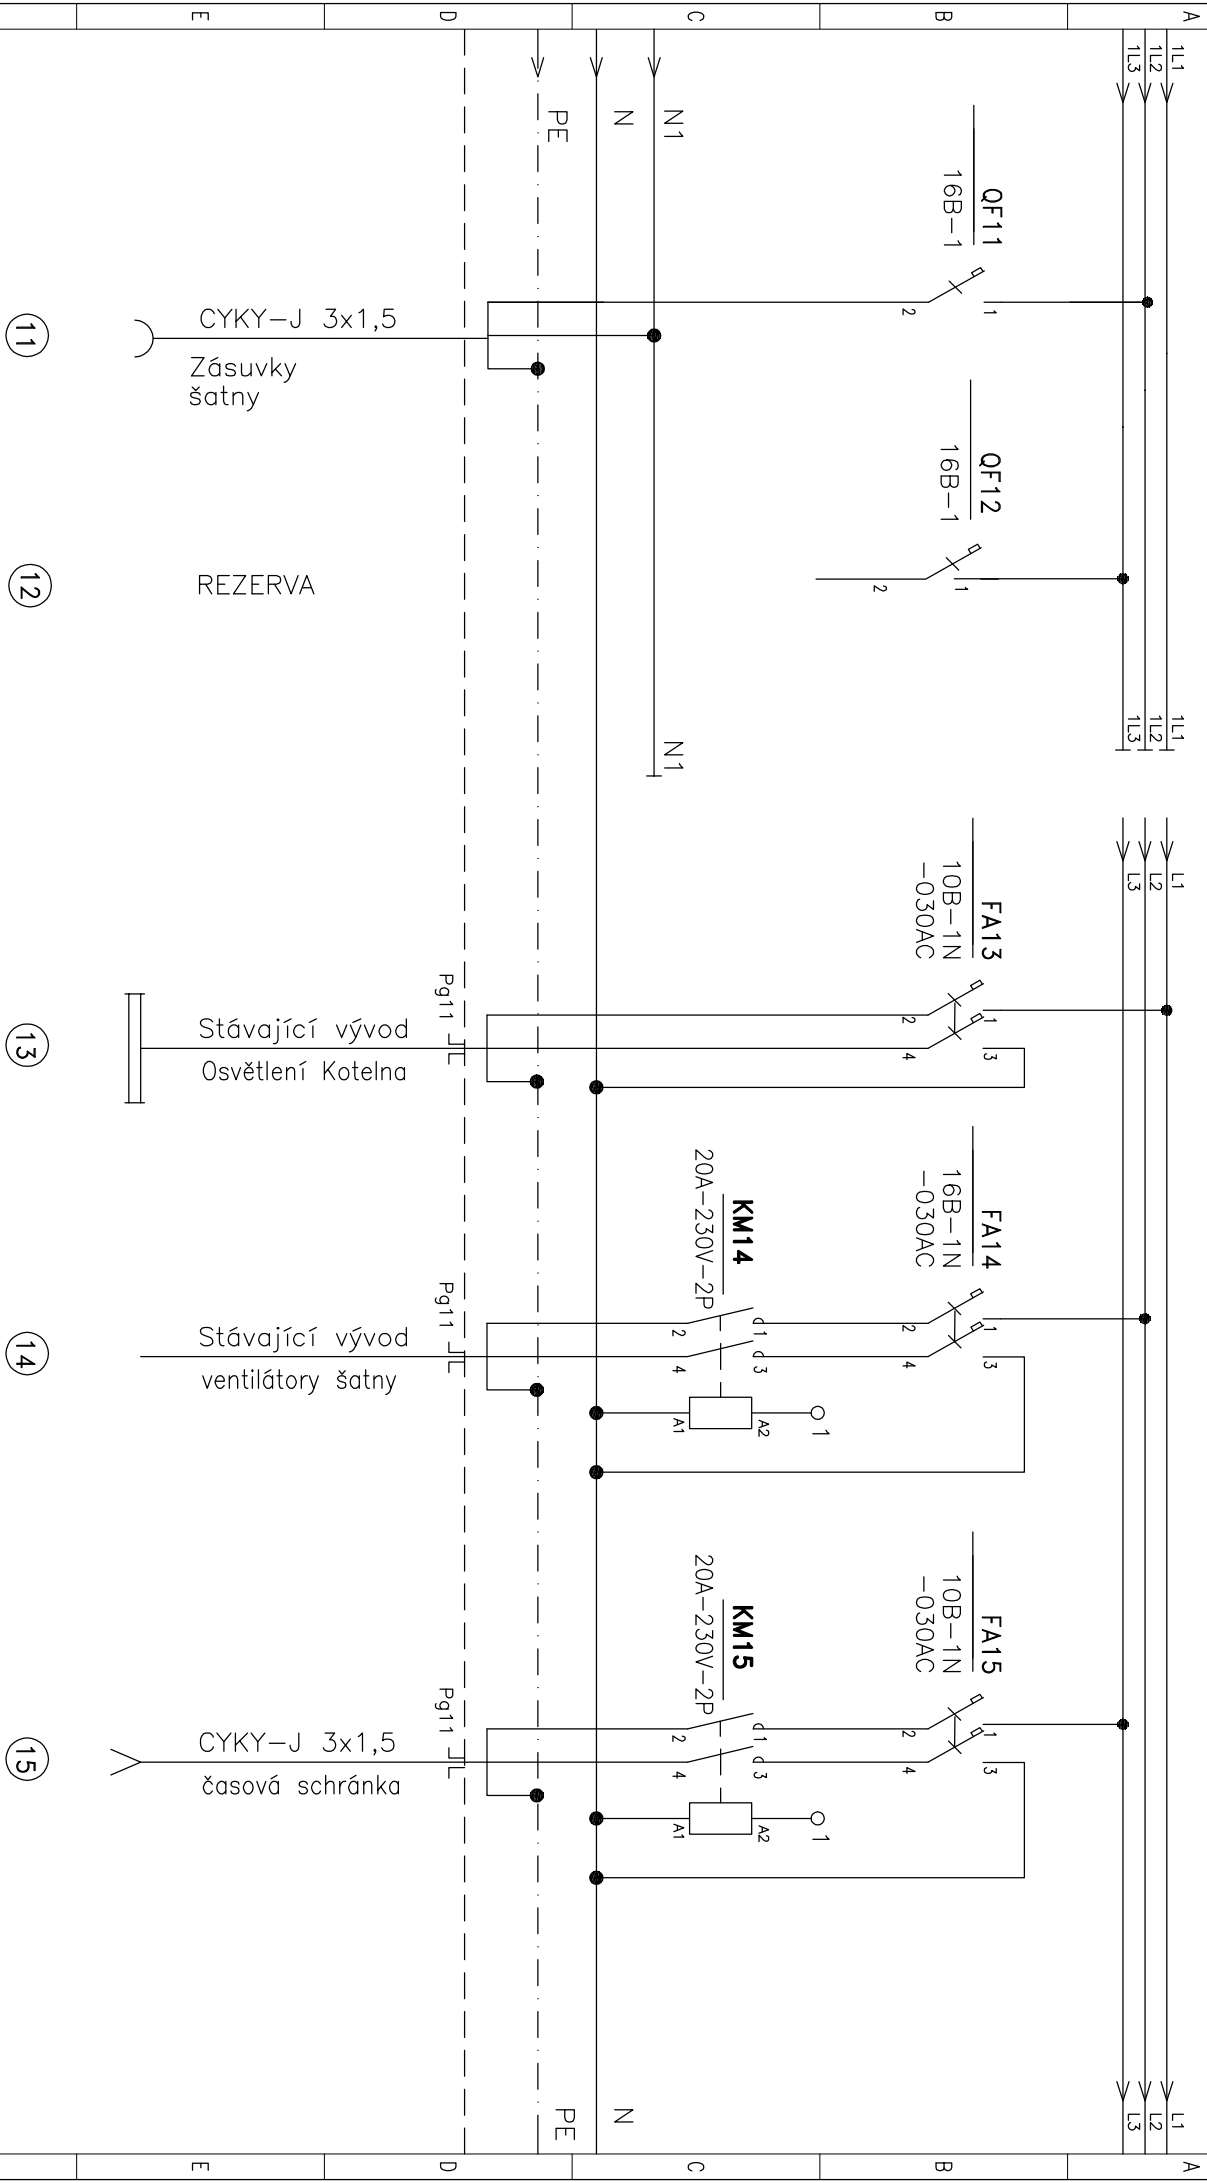 A
B
C
D
E
1L1
1L2
1L3
N1
N
PE
QF11
16B-1
1
2
CYKY-J 3x1,5
Zásuvky
šatny
11
QF12
16B-1
1
2
REZERVA
12
1L1
1L2
1L3
N1
L1
L2
L3
FA13
10B-1N
-030AC
1
3
2
4
Pg11
Stávající vývod
Osvětlení Kotelna
13
FA14
16B-1N
-030AC
1
3
2
4
KM14
20A-230V-2P
1
3
2
4
A2
A1
1
Pg11
Stávající vývod
ventilátory šatny
14
FA15
10B-1N
-030AC
1
3
2
4
KM15
20A-230V-2P
1
3
2
4
A2
A1
1
Pg11
CYKY-J 3x1,5
časová schránka
15
L1
L2
L3
N
PE
A
B
C
D
E